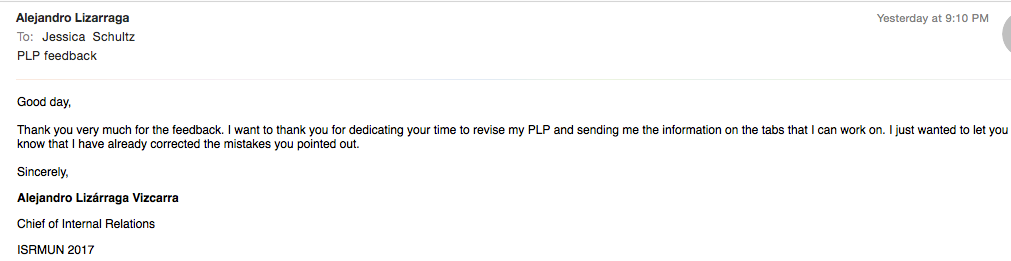 Alejandro Lizarraga
Yesterday at 9:10 PM
To: Jessica Schultz
PLP feedback
Good day,
Thank you very much for the feedback. I want to thank you for dedicating your time to revise my PLP and sending me the information on the tabs that I can work on. I just wanted to let you
know that I have already corrected the mistakes you pointed out.
Sincerely,
Alejandro Lizárraga Vizcarra
Chief of Internal Relations
ISRMUN 2017